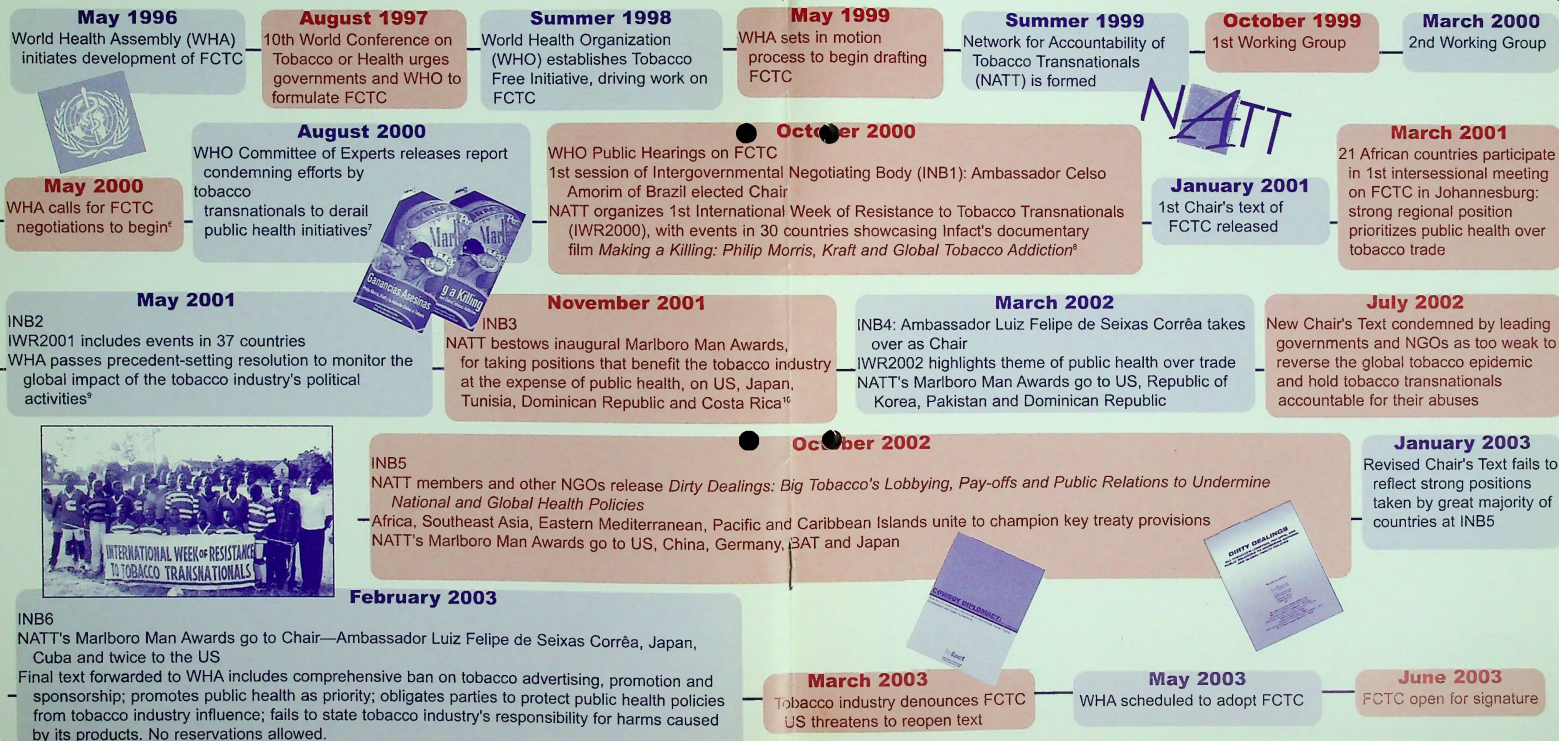 May 1996
World Health Assembly (WHA)
initiates development of FCTC
August 1997
10th World Conference on
Tobacco or Health urges
governments and WHO to
formulate FCTC
Summer 1998
World Health Organization
(WHO) establishes Tobacco
Free Initiative, driving work on
FCTC
May 1999
WHA sets in motion
process to begin drafting
FCTC
Summer 1999
Network for Accountability of
Tobacco Transnationals
(NATT) is formed
October 1999
1st Working Group
March 2000
2nd Working Group
NATT
May 2000
WHA calls for FCTC
negotiations to begin⁶
August 2000
WHO Committee of Experts releases report
condemning efforts by
tobacco
transnationals to derail
public health initiatives⁷
October 2000
WHO Public Hearings on FCTC
1st session of Intergovernmental Negotiating Body (INB1): Ambassador Celso
Amorim of Brazil elected Chair
NATT organizes 1st International Week of Resistance to Tobacco Transnationals
(IWR2000), with events in 30 countries showcasing Infact's documentary
film Making a Killing: Philip Morris, Kraft and Global Tobacco Addiction⁸
January 2001
1st Chair's text of
FCTC released
March 2001
21 African countries participate
in 1st intersessional meeting
on FCTC in Johannesburg:
strong regional position
prioritizes public health over
tobacco trade
Marl
Marl
Ganancias Asesinas
g a Killing
May 2001
INB2
IWR2001 includes events in 37 countries
WHA passes precedent-setting resolution to monitor the
global impact of the tobacco industry's political
activities⁹
November 2001
INB3
NATT bestows inaugural Marlboro Man Awards,
for taking positions that benefit the tobacco industry
at the expense of public health, on US, Japan,
Tunisia, Dominican Republic and Costa Rica¹⁰
March 2002
INB4: Ambassador Luiz Felipe de Seixas Corrêa takes
over as Chair
IWR2002 highlights theme of public health over trade
NATT's Marlboro Man Awards go to US, Republic of
Korea, Pakistan and Dominican Republic
July 2002
New Chair's Text condemned by leading
governments and NGOs as too weak to
reverse the global tobacco epidemic
and hold tobacco transnationals
accountable for their abuses
INTERNATIONAL WEEK OF RESISTANCE
TO TOBACCO TRANSNATIONALS
October 2002
INB5
NATT members and other NGOs release Dirty Dealings: Big Tobacco's Lobbying, Pay-offs and Public Relations to Undermine
National and Global Health Policies
Africa, Southeast Asia, Eastern Mediterranean, Pacific and Caribbean Islands unite to champion key treaty provisions
NATT's Marlboro Man Awards go to US, China, Germany, BAT and Japan
January 2003
Revised Chair's Text fails to
reflect strong positions
taken by great majority of
countries at INB5
DIRTY DEALINGS
COWBOY DIPLOMACY:
infact
February 2003
INB6
NATT's Marlboro Man Awards go to Chair—Ambassador Luiz Felipe de Seixas Corrêa, Japan,
Cuba and twice to the US
Final text forwarded to WHA includes comprehensive ban on tobacco advertising, promotion and
sponsorship; promotes public health as priority; obligates parties to protect public health policies
from tobacco industry influence; fails to state tobacco industry's responsibility for harms caused
by its products. No reservations allowed.
March 2003
Tobacco industry denounces FCTC
US threatens to reopen text
May 2003
WHA scheduled to adopt FCTC
June 2003
FCTC open for signature